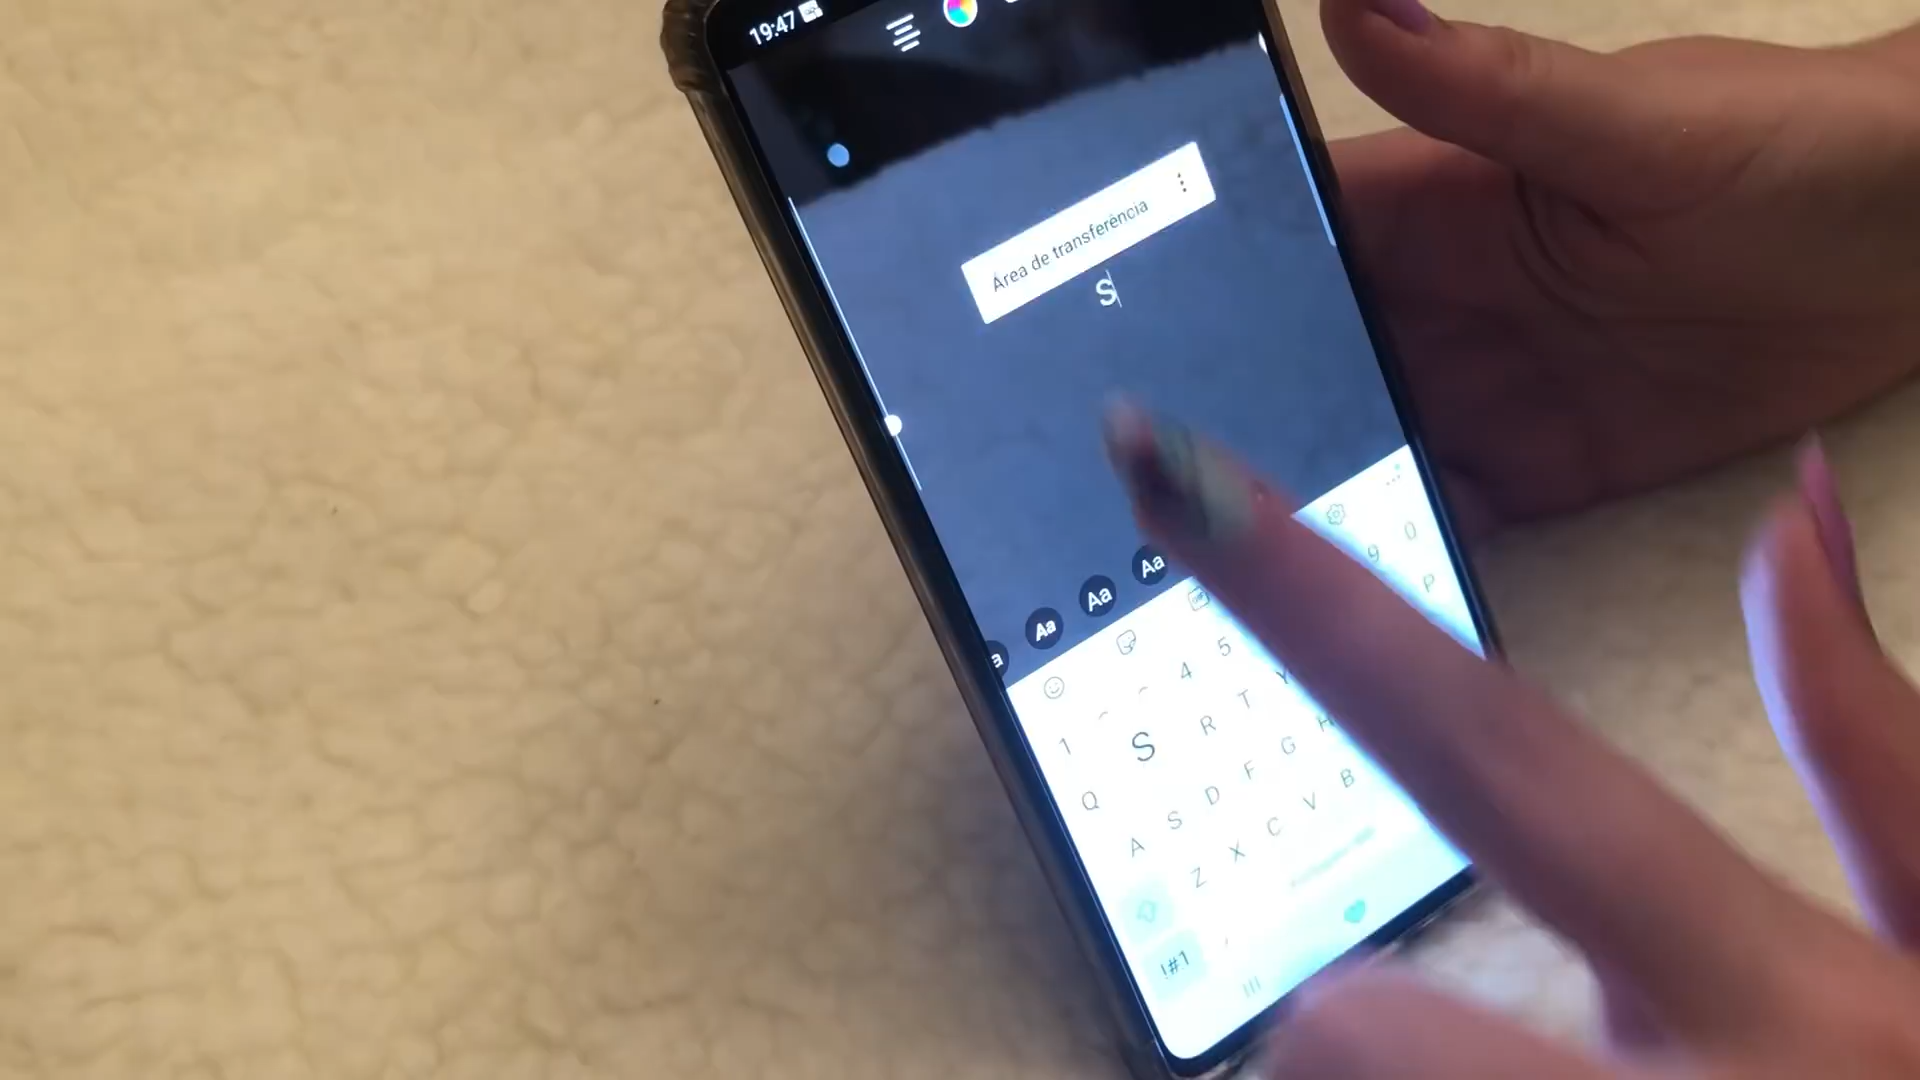 19:47
Área de transferência
S
Aa
Aa
Aa
a
1 4 5 9 0
Q S R T Y P
A S D F G H
Z X C V B
!#1